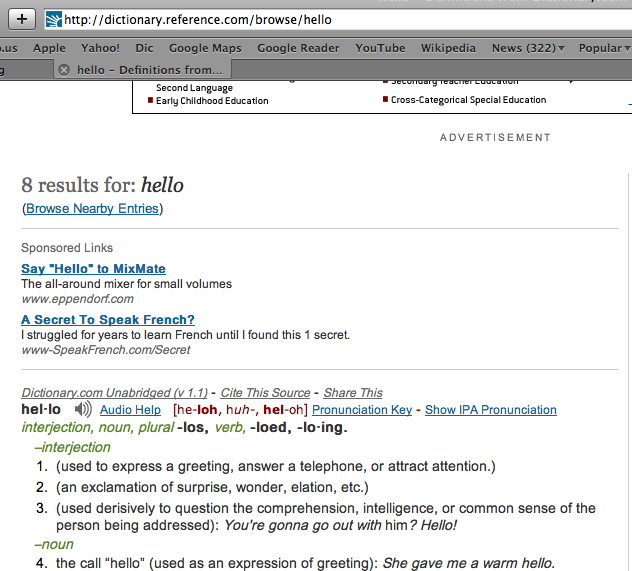 http://dictionary.reference.com/browse/hello
.us Apple Yahoo! Dic Google Maps Google Reader YouTube Wikipedia News (322)▾ Popular▾
g hello – Definitions from...
Second Language
Early Childhood Education
Secondary Teacher Education
Cross-Categorical Special Education
ADVERTISEMENT
8 results for: hello
(Browse Nearby Entries)
Sponsored Links
Say "Hello" to MixMate
The all-around mixer for small volumes
www.eppendorf.com
A Secret To Speak French?
I struggled for years to learn French until I found this 1 secret.
www-SpeakFrench.com/Secret
Dictionary.com Unabridged (v 1.1) - Cite This Source - Share This
hel·lo Audio Help [he-loh, huh-, hel-oh] Pronunciation Key - Show IPA Pronunciation
interjection, noun, plural -los, verb, -loed, -lo·ing.
–interjection
1. (used to express a greeting, answer a telephone, or attract attention.)
2. (an exclamation of surprise, wonder, elation, etc.)
3. (used derisively to question the comprehension, intelligence, or common sense of the
person being addressed): You're gonna go out with him? Hello!
–noun
4. the call “hello” (used as an expression of greeting): She gave me a warm hello.